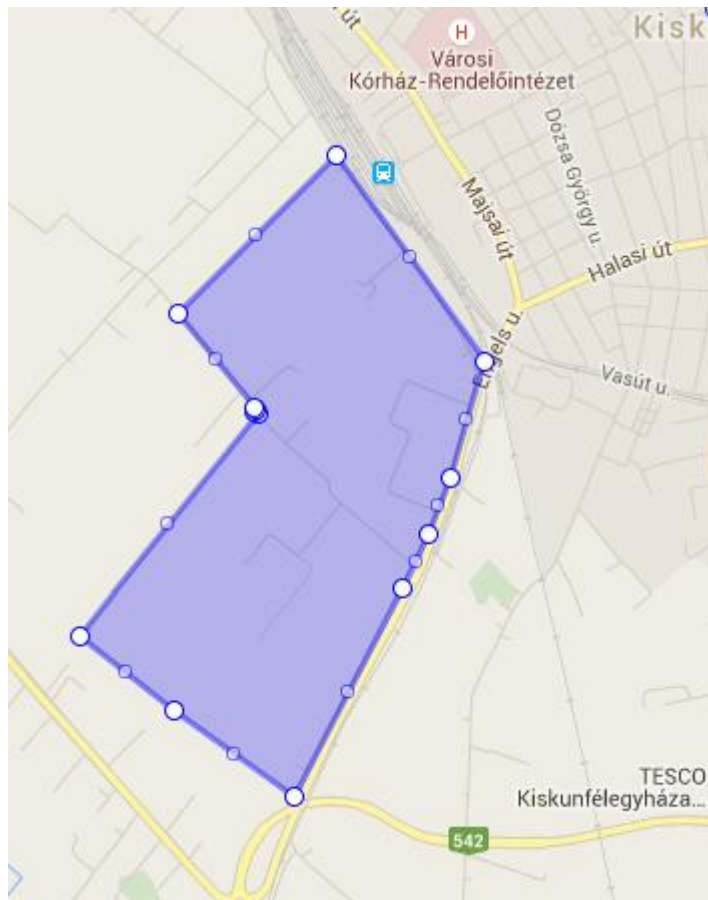 út
H
Kisk
Városi
Kórház-Rendelőintézet
Dózsa György u.
Majsai út
Halasi út
Engels u.
Vasút u.
TESCO
Kiskunfélegyháza...
542